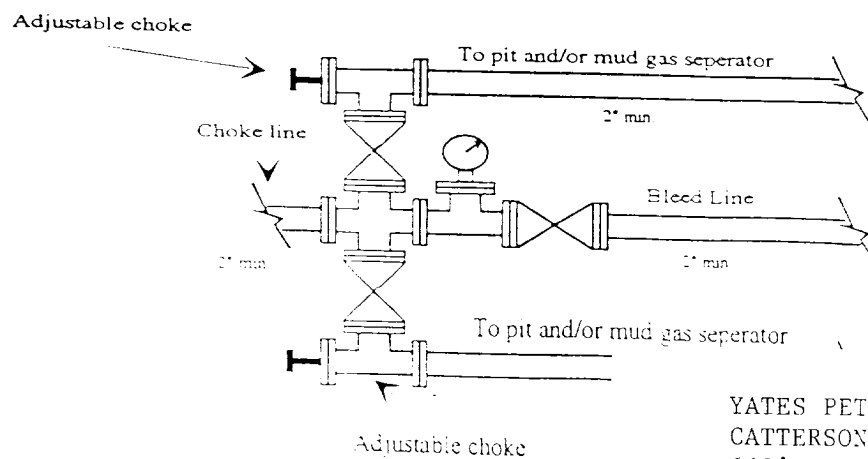 Adjustable choke
To pit and/or mud gas seperator
2" min
Choke line
Bleed Line
2" min
2" min
To pit and/or mud gas seperator
Adjustable choke
YATES PET
CATTERSON